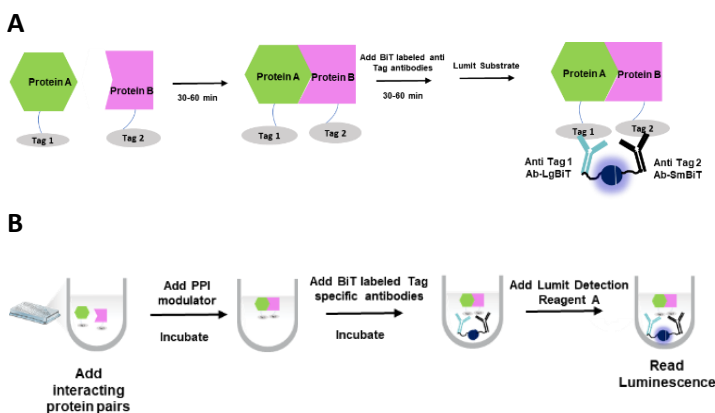 A
Protein A
Protein B
Tag 1
Tag 2
30-60 min
Protein A
Protein B
Tag 1
Tag 2
Add BiT labeled anti
Tag antibodies
30-60 min
Lumit Substrate
Protein A
Protein B
Tag 1
Tag 2
Anti Tag 1
Ab-LgBiT
Anti Tag 2
Ab-SmBiT
B
Add
interacting
protein pairs
Add PPI
modulator
Incubate
Add BiT labeled Tag
specific antibodies
Incubate
Add Lumit Detection
Reagent A
Read
Luminescence